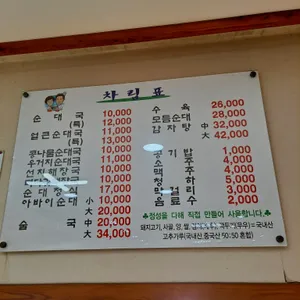 차림표
순대국 10,000
(특) 12,000
얼큰순대국 11,000
(특) 13,000
콩나물순대국 11,000
우거지순대국 11,000
선지해장국 10,000
10,000
순대정식 17,000
아바이순대 小 10,000
大 20,000
술국 中 20,000
大 34,000
수육 26,000
모듬순대 28,000
감자탕 中 32,000
大 42,000
공기밥 1,000
소주 4,000
맥주 4,000
청하 5,000
막걸리 3,000
음료수 2,000
♣정성을 다해 직접 만들어 사용합니다.♣
돼지고기, 사골, 쌀, =국내산
고추가루(국내산,중국산 50:50 혼합)